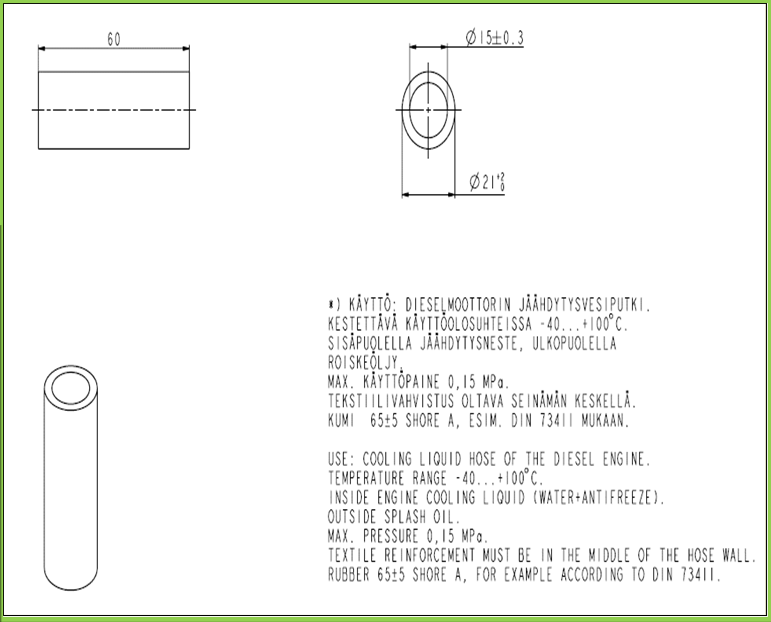 60
Ø15±0.3
Ø21 +2 0
*) KÄYTTÖ: DIESELMOOTTORIN JÄÄHDYTYSVESIPUTKI.
KESTETTÄVÄ KÄYTTÖOLOSUHTEISSA -40...+100°C.
SISÄPUOLELLA JÄÄHDYTYSNESTE, ULKOPUOLELLA
ROISKEÖLJY.
MAX. KÄYTTÖPAINE 0,15 MPa.
TEKSTIILIVAHVISTUS OLTAVA SEINÄMÄN KESKELLÄ.
KUMI 65±5 SHORE A, ESIM. DIN 73411 MUKAAN.
USE: COOLING LIQUID HOSE OF THE DIESEL ENGINE.
TEMPERATURE RANGE -40...+100°C.
INSIDE ENGINE COOLING LIQUID (WATER+ANTIFREEZE).
OUTSIDE SPLASH OIL.
MAX. PRESSURE 0,15 MPa.
TEXTILE REINFORCEMENT MUST BE IN THE MIDDLE OF THE HOSE WALL.
RUBBER 65±5 SHORE A, FOR EXAMPLE ACCORDING TO DIN 73411.